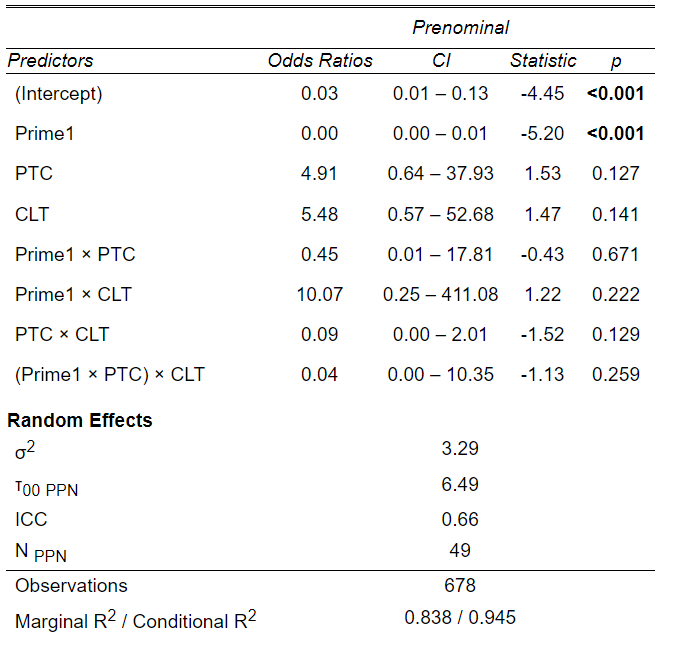 Prenominal
Predictors Odds Ratios CI Statistic p
(Intercept) 0.03 0.01 – 0.13 -4.45 <0.001
Prime1 0.00 0.00 – 0.01 -5.20 <0.001
PTC 4.91 0.64 – 37.93 1.53 0.127
CLT 5.48 0.57 – 52.68 1.47 0.141
Prime1 × PTC 0.45 0.01 – 17.81 -0.43 0.671
Prime1 × CLT 10.07 0.25 – 411.08 1.22 0.222
PTC × CLT 0.09 0.00 – 2.01 -1.52 0.129
(Prime1 × PTC) × CLT 0.04 0.00 – 10.35 -1.13 0.259
Random Effects
σ2 3.29
τ00 PPN 6.49
ICC 0.66
N PPN 49
Observations 678
Marginal R2 / Conditional R2 0.838 / 0.945